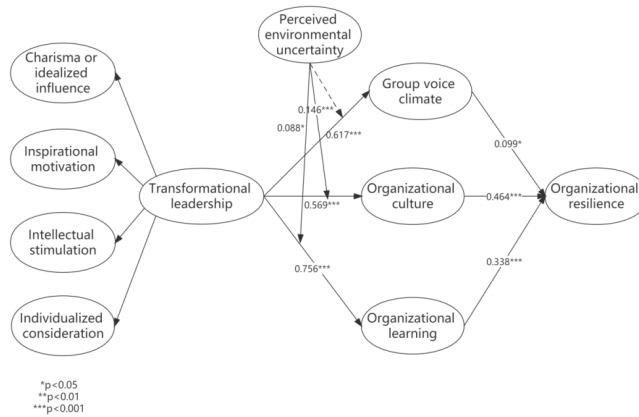 Perceived
environmental
uncertainty
Charisma or
idealized
influence
Group voice
climate
0.146***
0.088*
0.617***
0.099*
Inspirational
motivation
Transformational
leadership
0.569***
Organizational
culture
0.464***
Organizational
resilience
Intellectual
stimulation
0.756***
0.338***
Individualized
consideration
Organizational
learning
*p<0.05
**p<0.01
***p<0.001